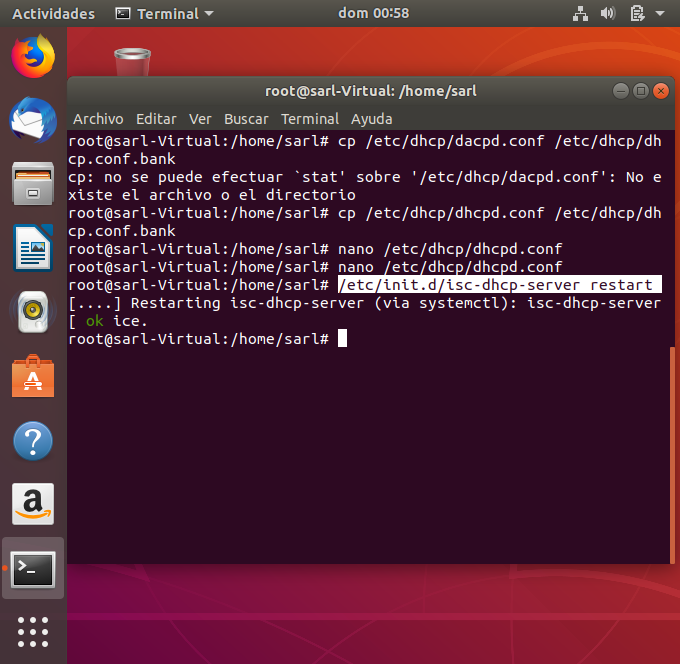 Actividades Terminal dom 00:58
root@sarl-Virtual: /home/sarl
Archivo Editar Ver Buscar Terminal Ayuda
root@sarl-Virtual:/home/sarl# cp /etc/dhcp/dacpd.conf /etc/dhcp/dh
cp.conf.bank
cp: no se puede efectuar `stat' sobre '/etc/dhcp/dacpd.conf': No e
xiste el archivo o el directorio
root@sarl-Virtual:/home/sarl# cp /etc/dhcp/dhcpd.conf /etc/dhcp/dh
cp.conf.bank
root@sarl-Virtual:/home/sarl# nano /etc/dhcp/dhcpd.conf
root@sarl-Virtual:/home/sarl# nano /etc/dhcp/dhcpd.conf
root@sarl-Virtual:/home/sarl# /etc/init.d/isc-dhcp-server restart
[....] Restarting isc-dhcp-server (via systemctl): isc-dhcp-server
[ ok ice.
root@sarl-Virtual:/home/sarl#